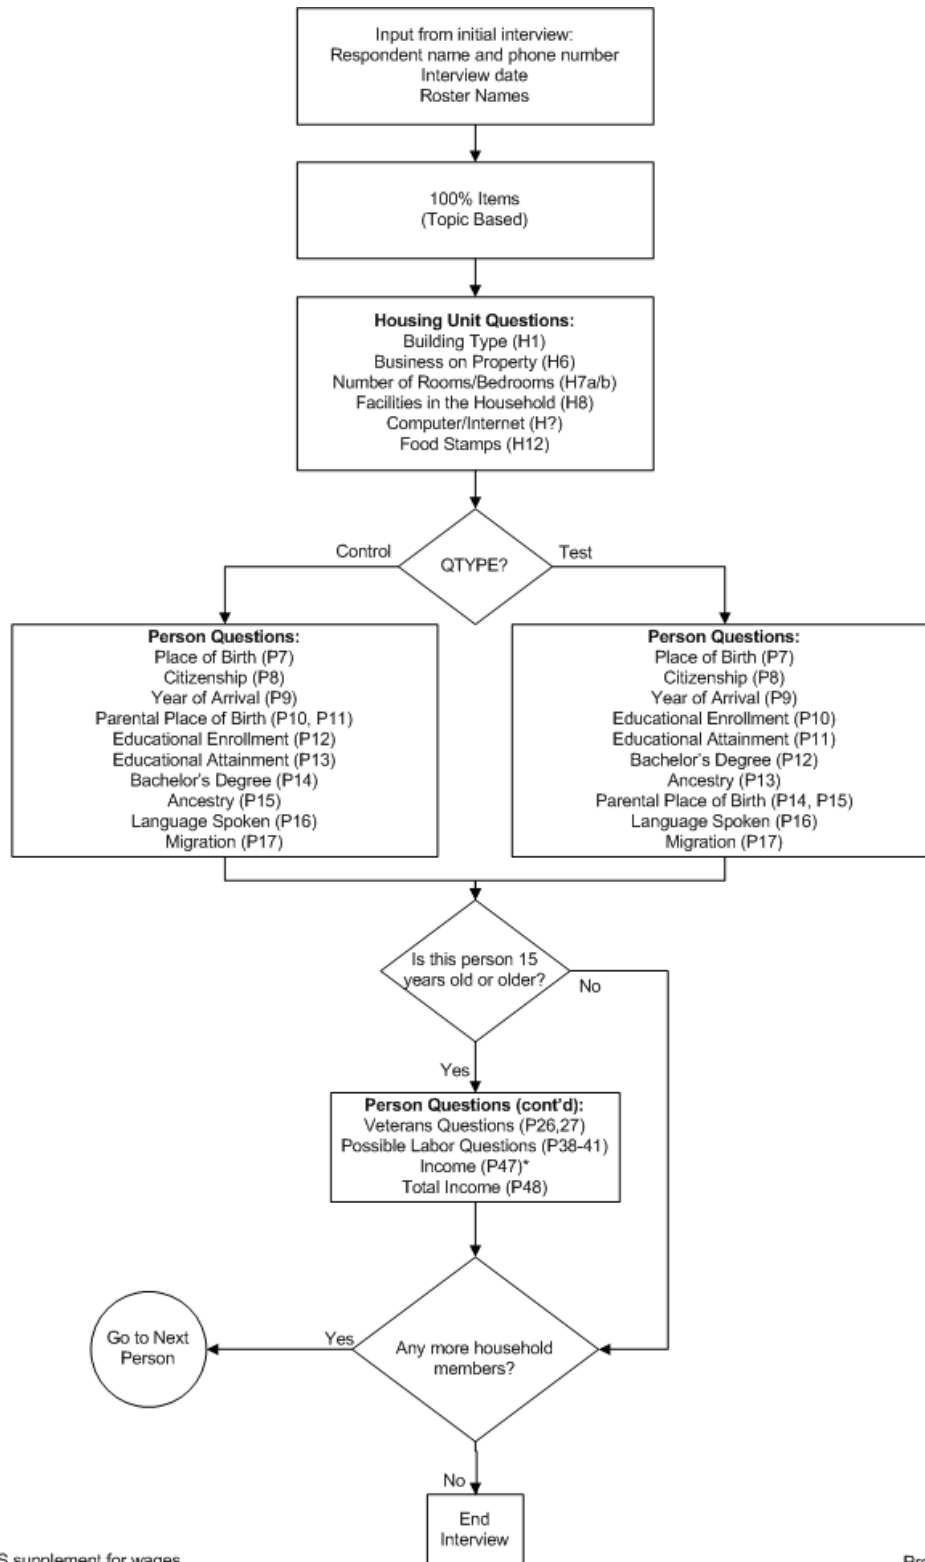 Input from initial interview:
Respondent name and phone number
Interview date
Roster Names
100% Items
(Topic Based)
Housing Unit Questions:
Building Type (H1)
Business on Property (H6)
Number of Rooms/Bedrooms (H7a/b)
Facilities in the Household (H8)
Computer/Internet (H?)
Food Stamps (H12)
Control
QTYPE?
Test
Person Questions:
Place of Birth (P7)
Citizenship (P8)
Year of Arrival (P9)
Parental Place of Birth (P10, P11)
Educational Enrollment (P12)
Educational Attainment (P13)
Bachelor's Degree (P14)
Ancestry (P15)
Language Spoken (P16)
Migration (P17)
Person Questions:
Place of Birth (P7)
Citizenship (P8)
Year of Arrival (P9)
Educational Enrollment (P10)
Educational Attainment (P11)
Bachelor's Degree (P12)
Ancestry (P13)
Parental Place of Birth (P14, P15)
Language Spoken (P16)
Migration (P17)
Is this person 15
years old or older?
No
Yes
Person Questions (cont'd):
Veterans Questions (P26,27)
Possible Labor Questions (P38-41)
Income (P47)*
Total Income (P48)
Go to Next
Person
Yes
Any more household
members?
No
End
Interview
supplement for wages